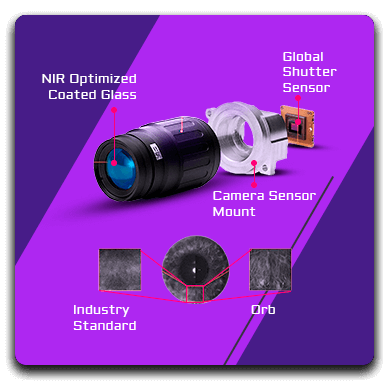 NIR Optimized
Coated Glass
Global
Shutter
Sensor
Camera Sensor
Mount
Industry
Standard
Orb